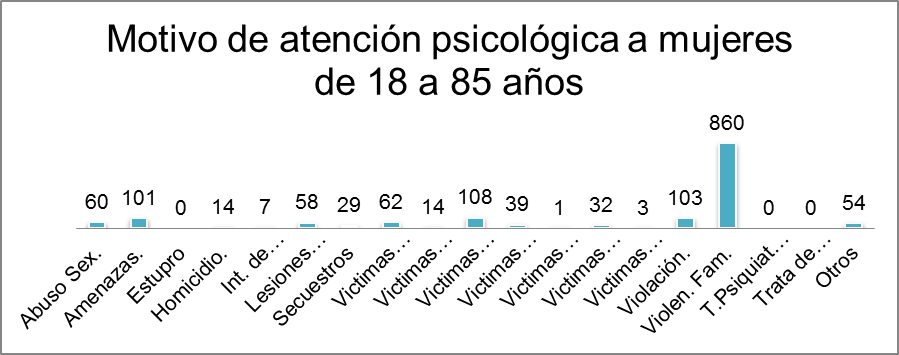 Motivo de atención psicológica a mujeres
de 18 a 85 años
860
60
101
0
14
7
58
29
62
14
108
39
1
32
3
103
0
0
54
Abuso Sex.
Amenazas.
Estupro
Homicidio.
Int. de...
Lesiones...
Secuestros
Victimas...
Victimas...
Victimas...
Victimas...
Victimas...
Victimas...
Victimas...
Violación.
Violen. Fam.
T.Psiquiat...
Trata de...
Otros